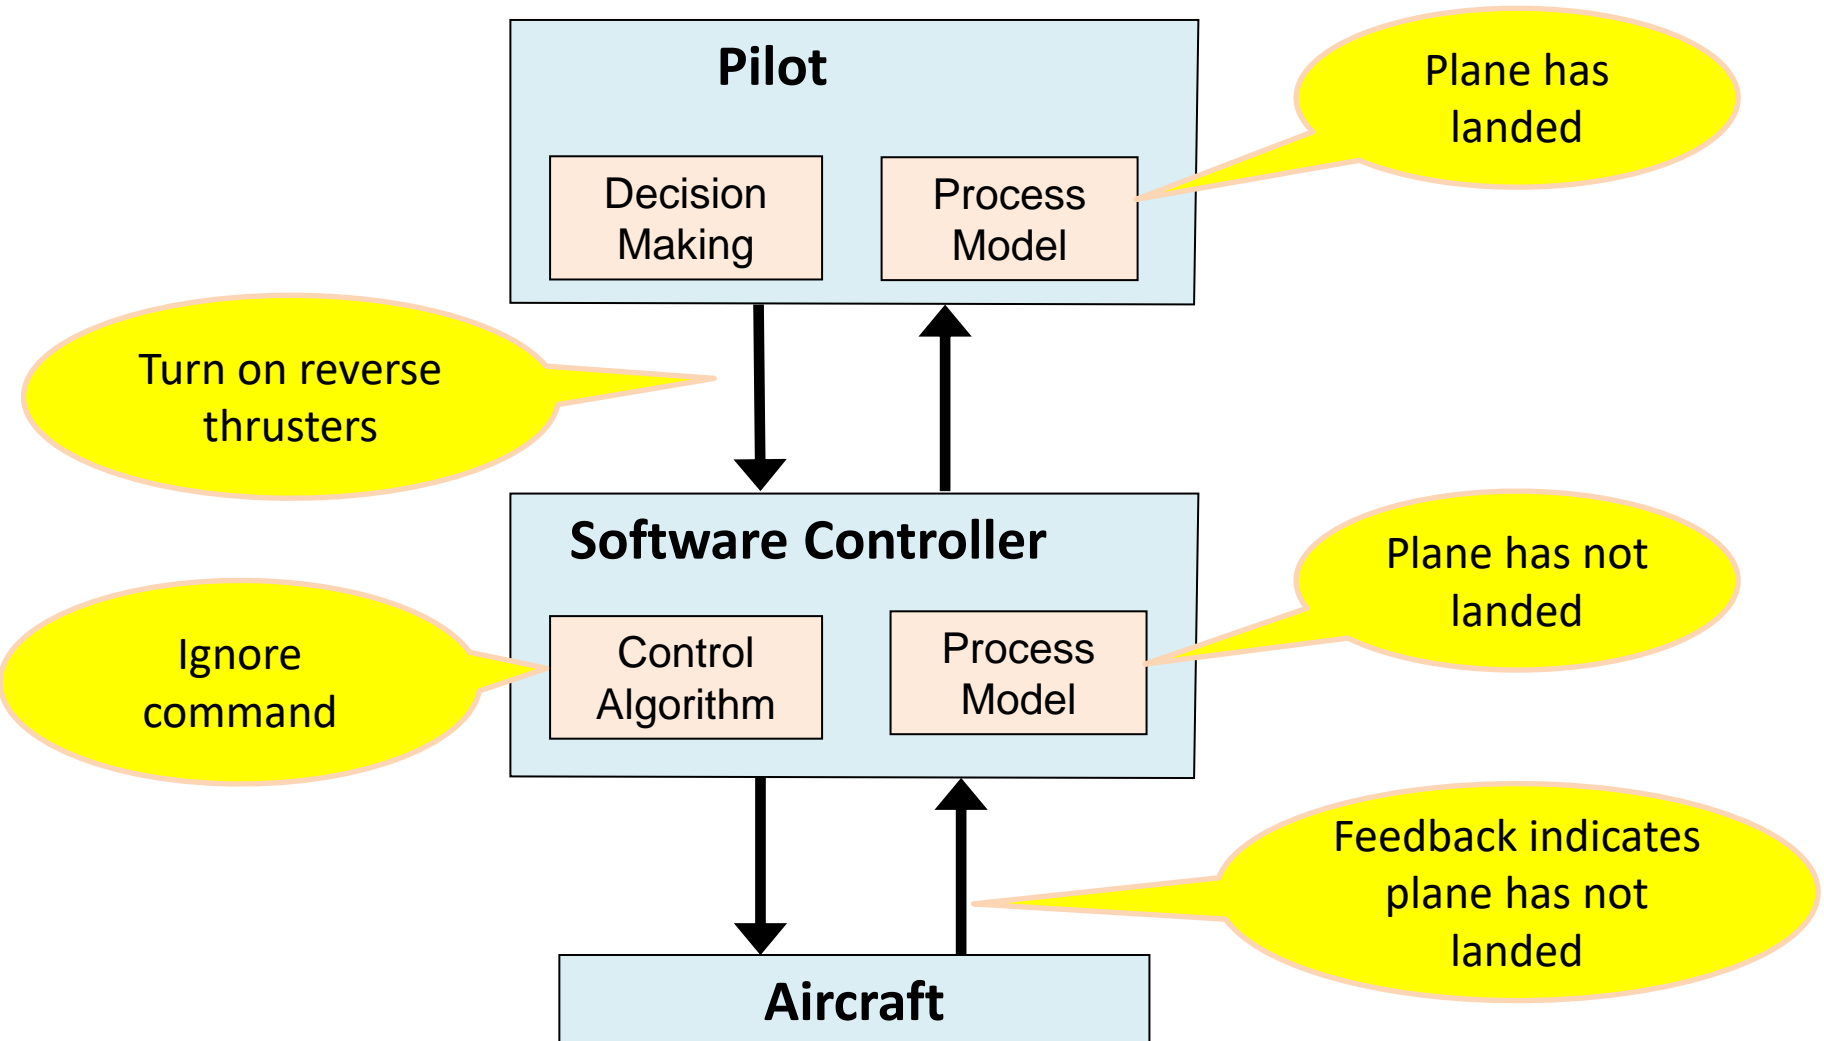 Pilot
Plane has
landed
Decision
Making
Process
Model
Turn on reverse
thrusters
Software Controller
Plane has not
landed
Ignore
command
Control
Algorithm
Process
Model
Feedback indicates
plane has not
landed
Aircraft